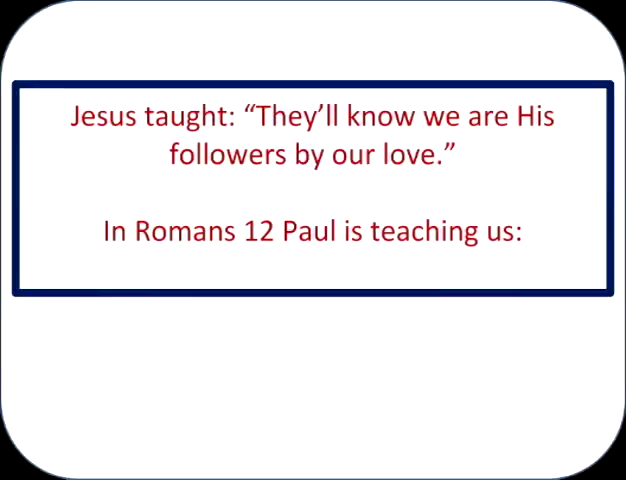 Jesus taught: “They’ll know we are His
followers by our love.”
In Romans 12 Paul is teaching us: